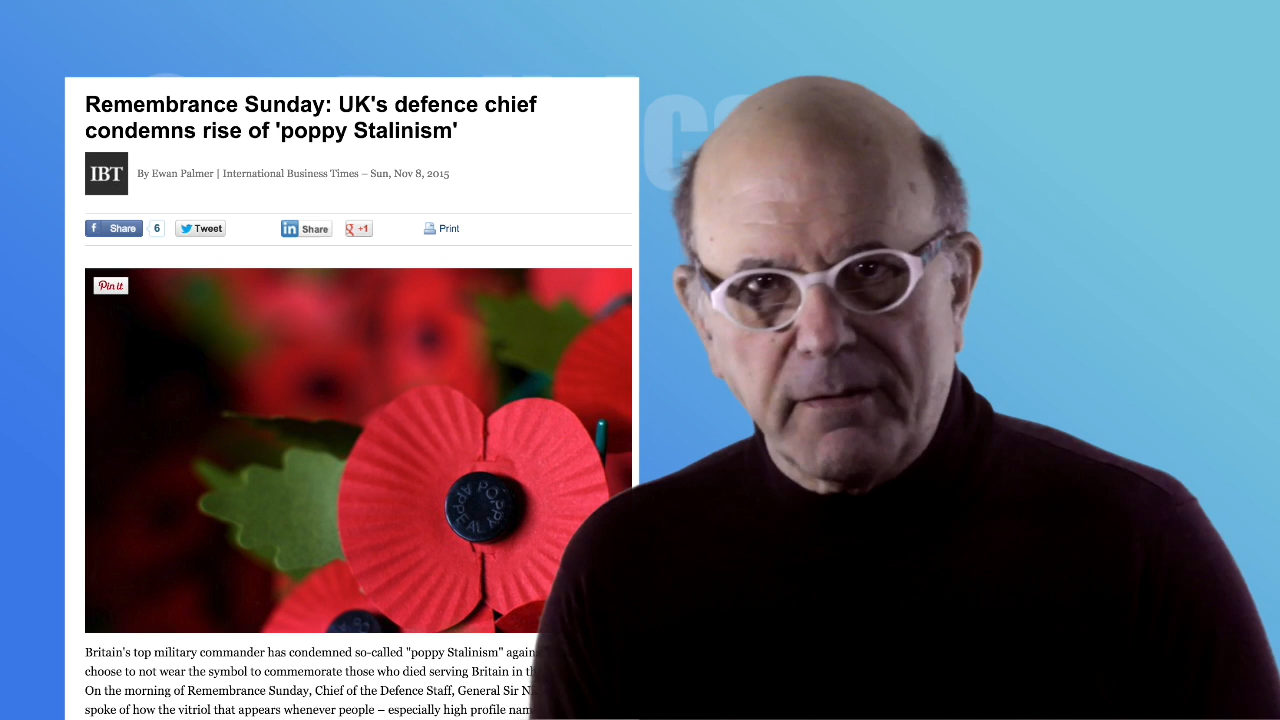 Remembrance Sunday: UK's defence chief
condemns rise of 'poppy Stalinism'
IBT
By Ewan Palmer | International Business Times – Sun, Nov 8, 2015
f Share 6 Tweet in Share g +1 Print
Pin it
POPPY
APPEAL
Britain's top military commander has condemned so-called "poppy Stalinism"
choose to not wear the symbol to commemorate those who died serving Britain in
On the morning of Remembrance Sunday, Chief of the Defence Staff, General Sir
spoke of how the vitriol that appears whenever people – especially high profile